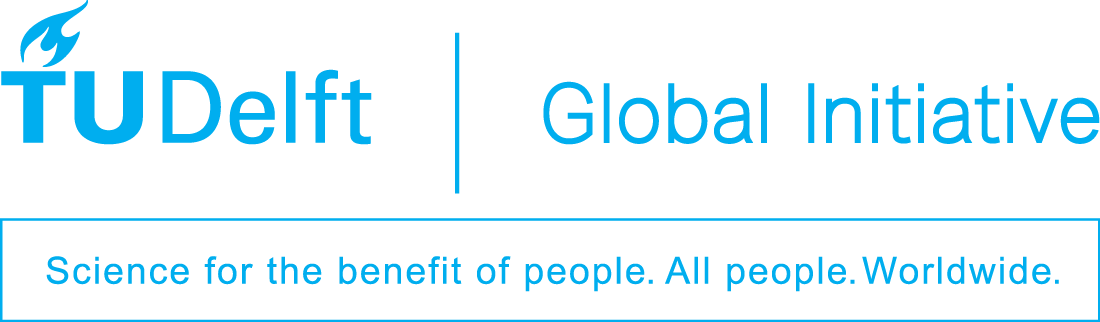 TUDelft
Global Initiative
Science for the benefit of people. All people. Worldwide.